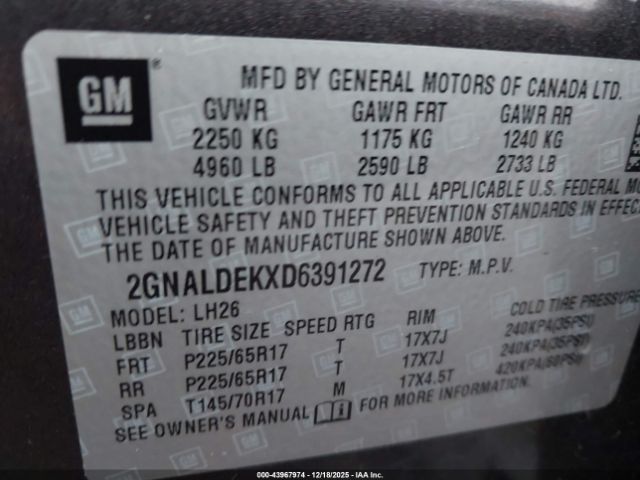 GM ®
MFD BY GENERAL MOTORS OF CANADA LTD.
GVWR GAWR FRT GAWR RR
2250 KG 1175 KG 1240 KG
4960 LB 2590 LB 2733 LB
THIS VEHICLE CONFORMS TO ALL APPLICABLE U.S. FEDERAL M
VEHICLE SAFETY AND THEFT PREVENTION STANDARDS IN EFFEC
THE DATE OF MANUFACTURE SHOWN ABOVE.
2GNALDEKXD6391272 TYPE: M.P.V.
MODEL: LH26
LBBN TIRE SIZE SPEED RTG RIM COLD TIRE PRESSURE
FRT P225/65R17 T 17X7J 240KPA(35PSI)
RR P225/65R17 T 17X7J 240KPA(35PSI)
SPA T145/70R17 M 17X4.5T 420KPA(60PSI)
SEE OWNER'S MANUAL FOR MORE INFORMATION.
000-43967974 - 12/18/2025 - IAA Inc.